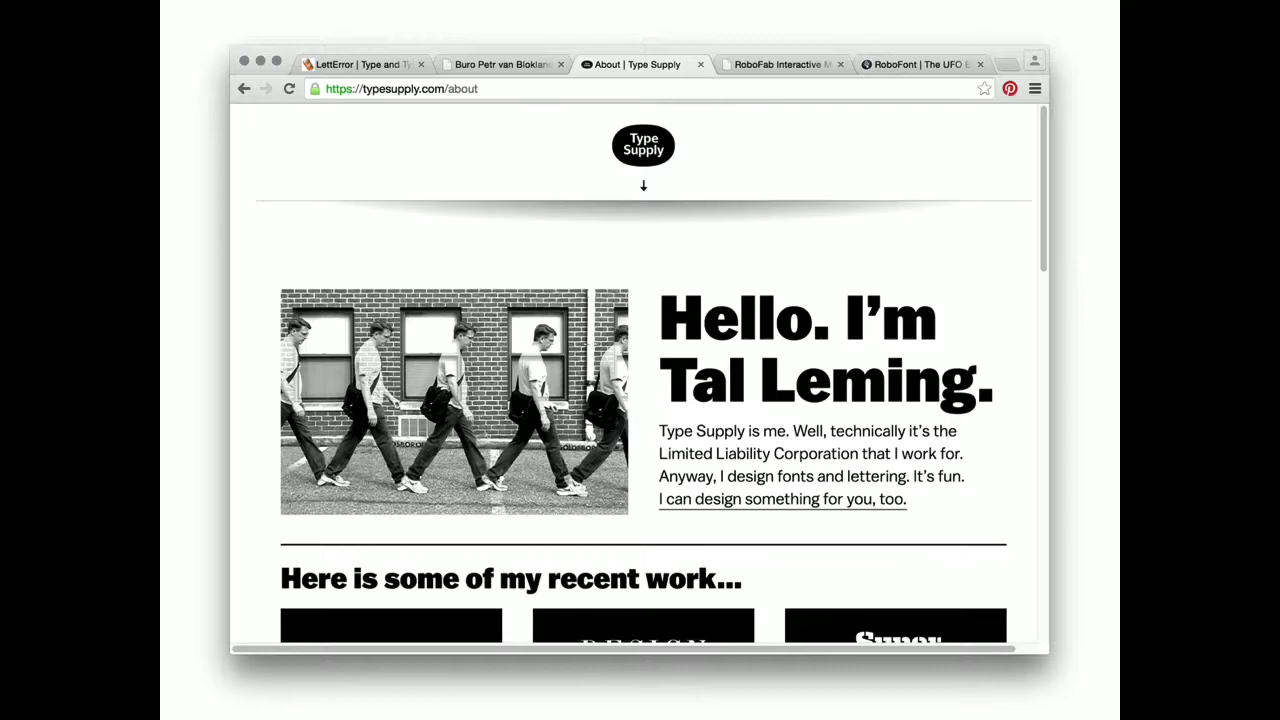 LettError | Type and Ty
Buro Petr van Blokland
About | Type Supply
RoboFab Interactive M
RoboFont | The UFO E
https://typesupply.com/about
Type
Supply
Hello. I'm
Tal Leming.
Type Supply is me. Well, technically it's the
Limited Liability Corporation that I work for.
Anyway, I design fonts and lettering. It's fun.
I can design something for you, too.
Here is some of my recent work...
DESIGN
Super